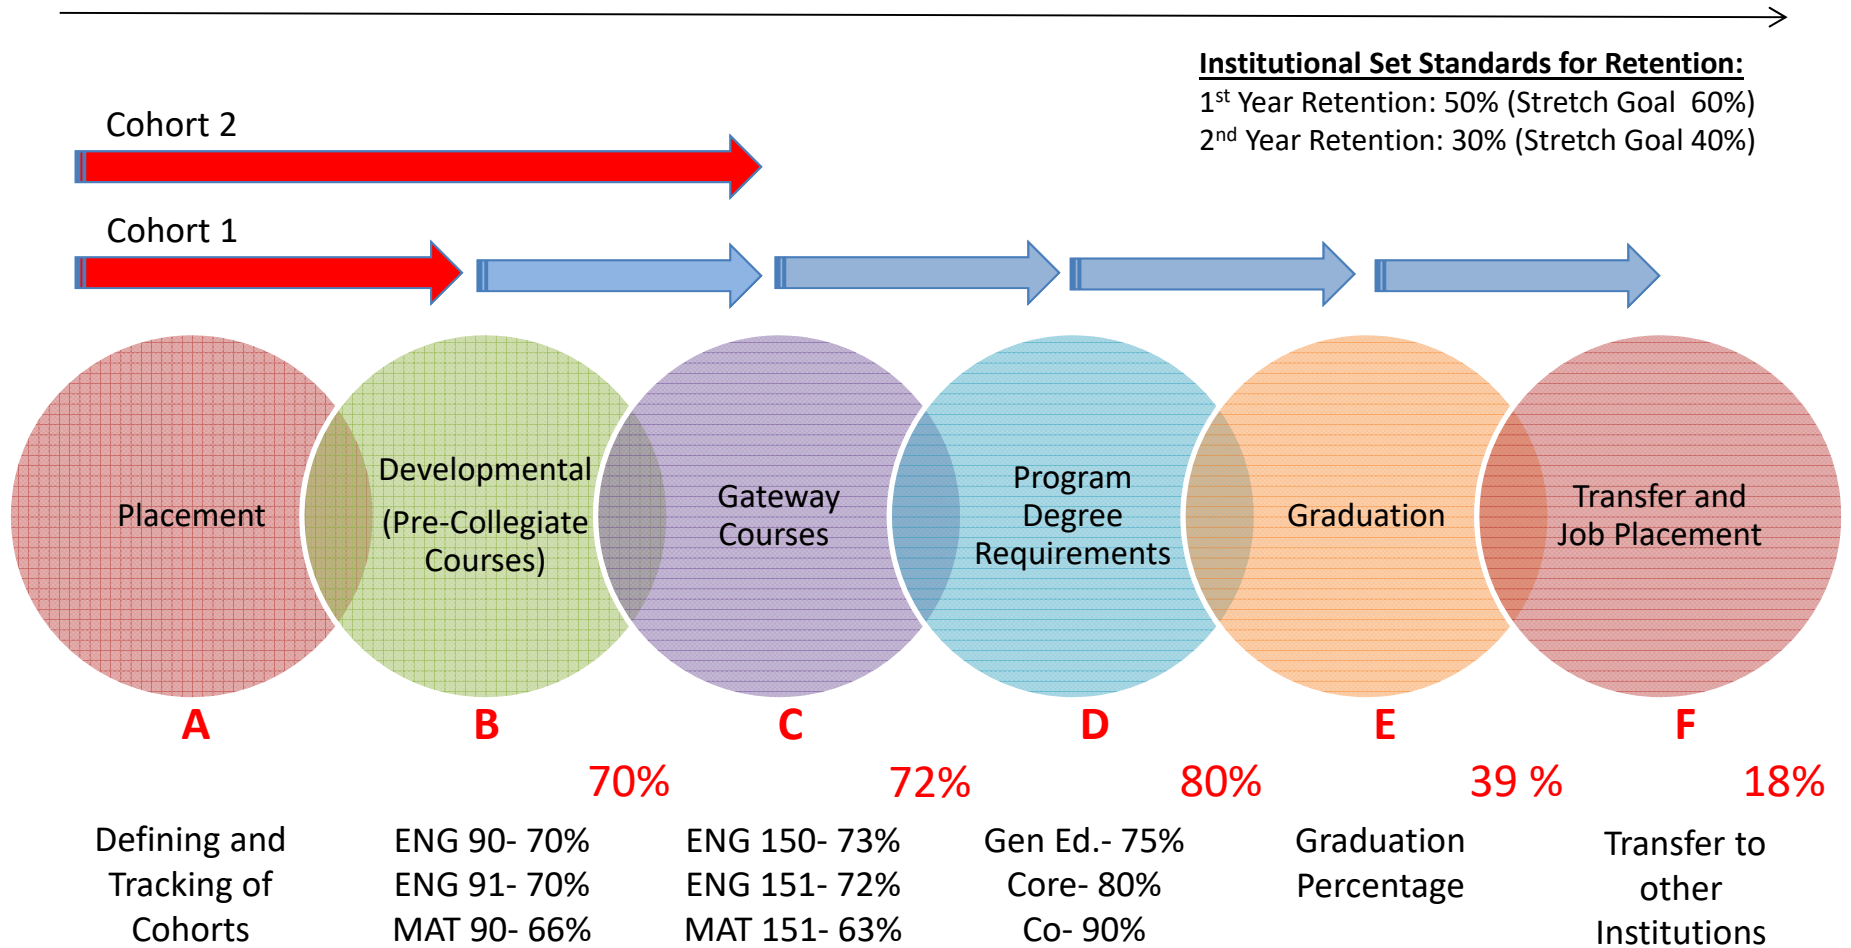 Institutional Set Standards for Retention:
1st Year Retention: 50% (Stretch Goal  60%)
2nd Year Retention: 30% (Stretch Goal 40%)
Cohort 2
Cohort 1
Placement
Developmental
(Pre-Collegiate
Courses)
Gateway
Courses
Program
Degree
Requirements
Graduation
Transfer and
Job Placement
A
B
C
D
E
F
70%
72%
80%
39 %
18%
Defining and
Tracking of
Cohorts
ENG 90- 70%
ENG 91- 70%
MAT 90- 66%
ENG 150- 73%
ENG 151- 72%
MAT 151- 63%
Gen Ed.- 75%
Core- 80%
Co- 90%
Graduation
Percentage
Transfer to
other
Institutions